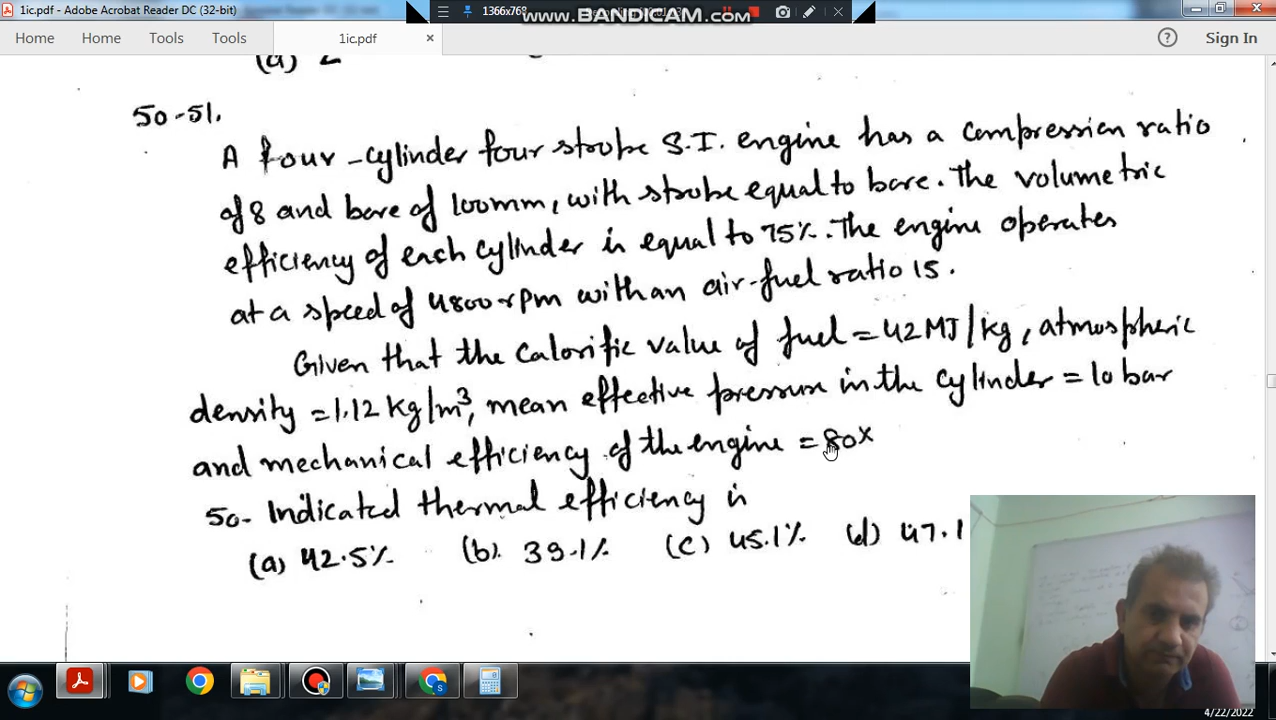 1ic.pdf - Adobe Acrobat Reader DC (32-bit)
1366x768
www.BANDICAM.com
Home Home Tools Tools 1ic.pdf × ? Sign In
(a) 2
50-51.
A four-cylinder four stroke S.I. engine has a compression ratio
of 8 and bore of 100mm, with stroke equal to bore. The volumetric
efficiency of each cylinder is equal to 75%. The engine operates
at a speed of 4800 rpm with an air-fuel ratio 15.
Given that the calorific value of fuel = 42 MJ/kg, atmospheric
density = 1.12 kg/m³, mean effective pressure in the cylinder = 10 bar
and mechanical efficiency of the engine = 80%
50- Indicated thermal efficiency is
(a) 42.5% (b) 39.1% (c) 45.1% (d) 47.1
4/22/2022